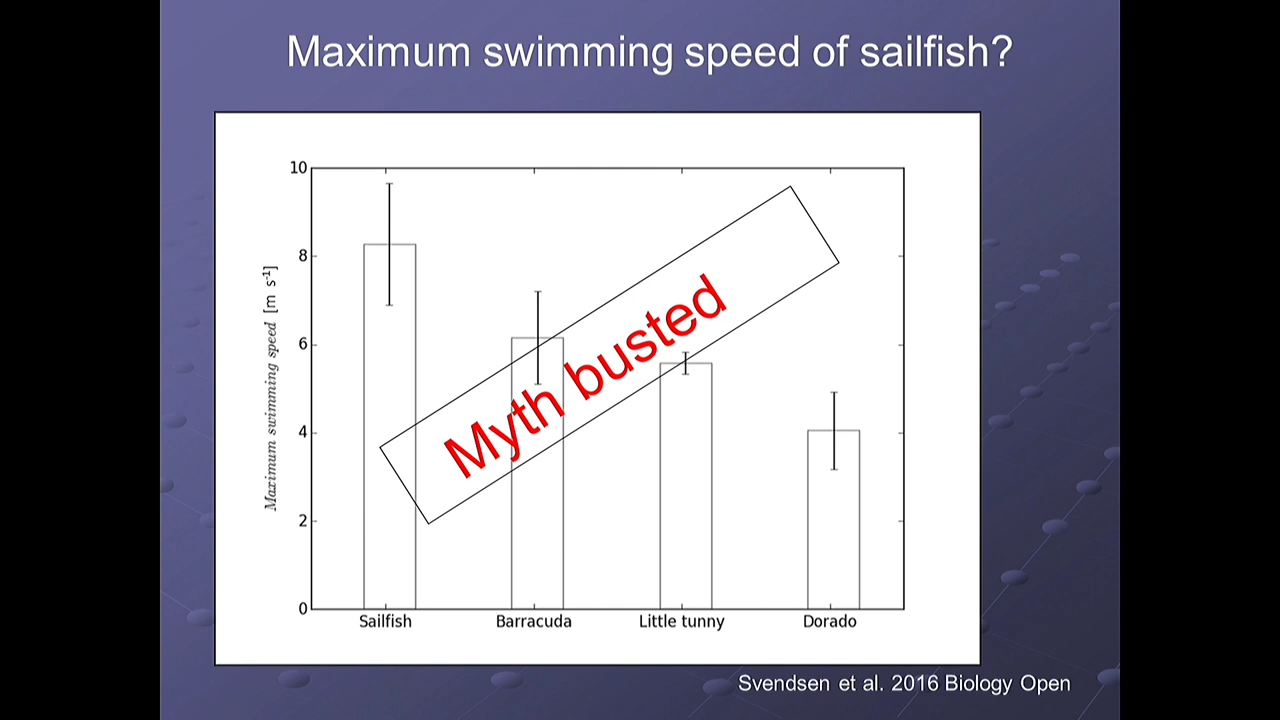 Maximum swimming speed of sailfish?
10
8
6
4
2
0
Maximum swimming speed [m s⁻¹]
Myth busted
Sailfish Barracuda Little tunny Dorado
Svendsen et al. 2016 Biology Open